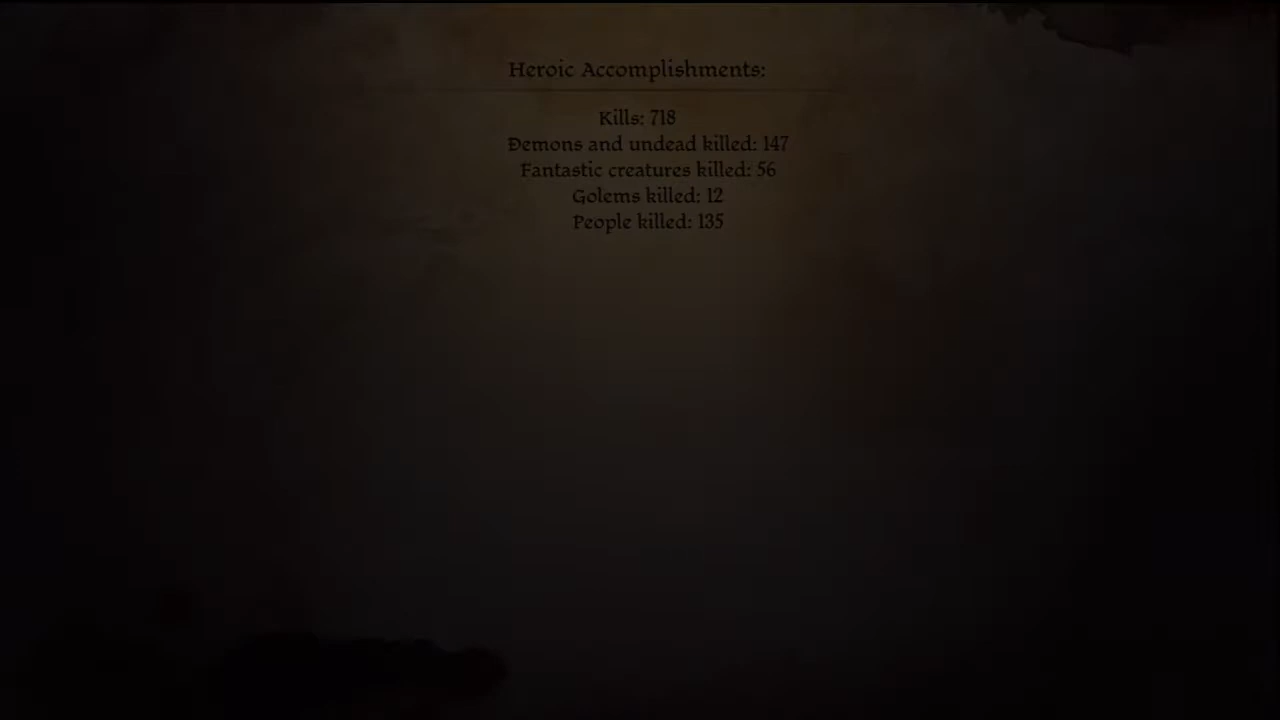 Heroic Accomplishments:
Kills: 718
Demons and undead killed: 147
Fantastic creatures killed: 56
Golems killed: 12
People killed: 135